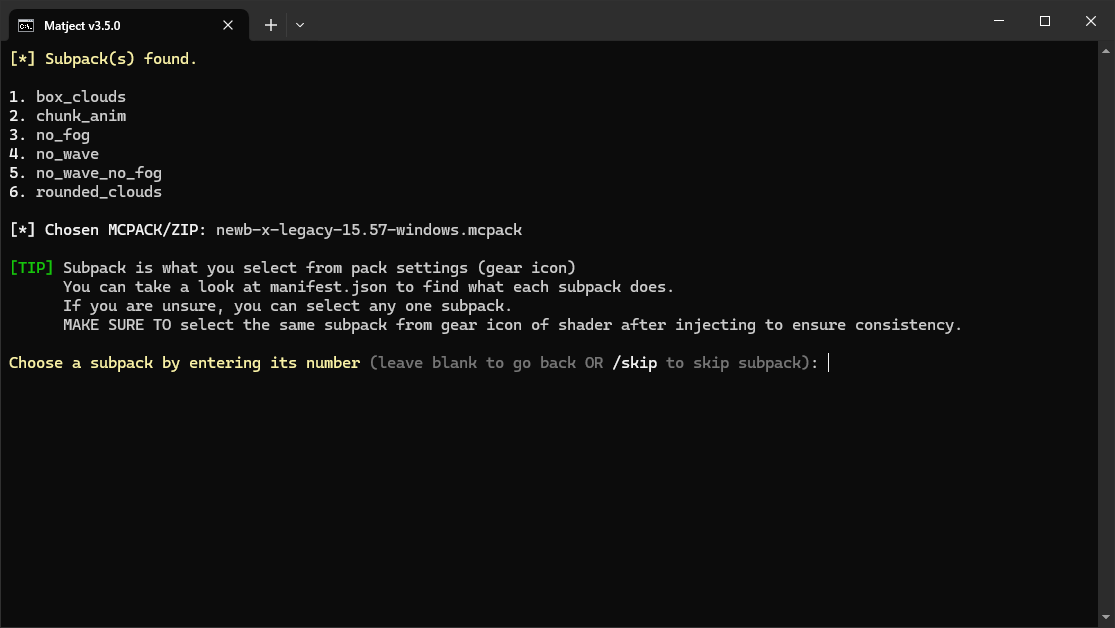 Matject v3.5.0
[*] Subpack(s) found.
1. box_clouds
2. chunk_anim
3. no_fog
4. no_wave
5. no_wave_no_fog
6. rounded_clouds
[*] Chosen MCPACK/ZIP: newb-x-legacy-15.57-windows.mcpack
[TIP] Subpack is what you select from pack settings (gear icon)
You can take a look at manifest.json to find what each subpack does.
If you are unsure, you can select any one subpack.
MAKE SURE TO select the same subpack from gear icon of shader after injecting to ensure consistency.
Choose a subpack by entering its number (leave blank to go back OR /skip to skip subpack):